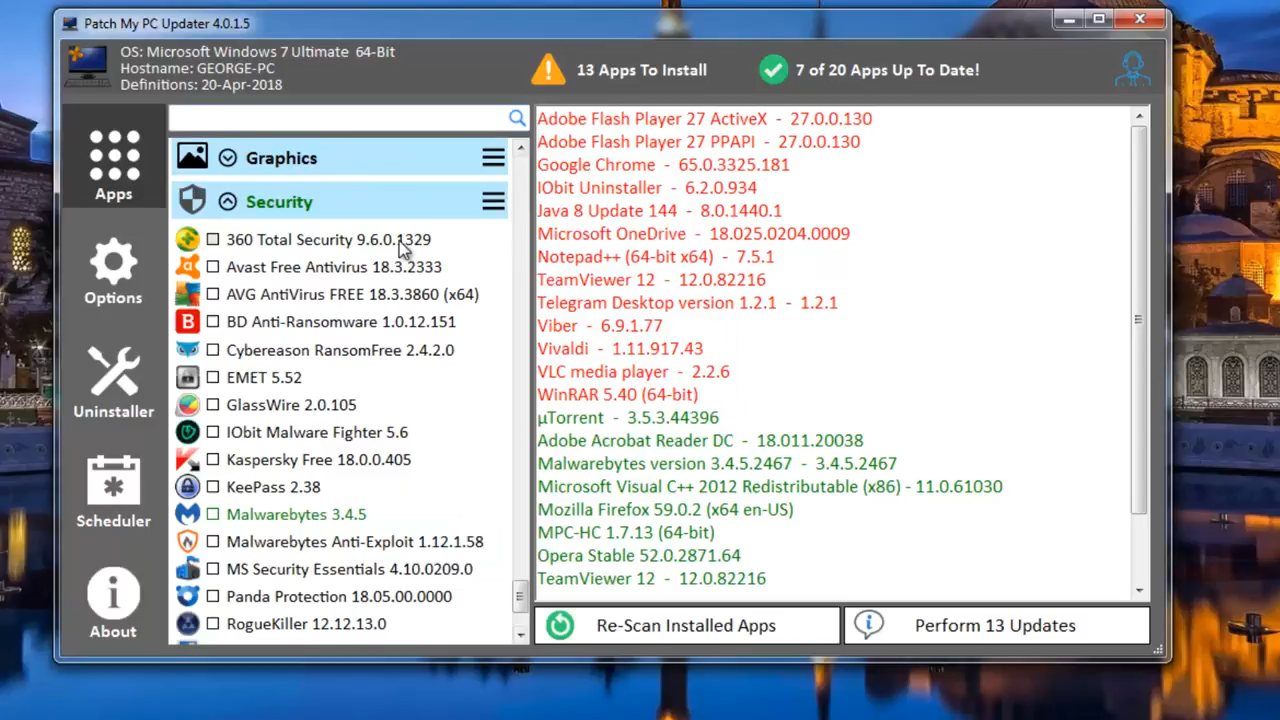 Patch My PC Updater 4.0.1.5
OS: Microsoft Windows 7 Ultimate 64-Bit
Hostname: GEORGE-PC
Definitions: 20-Apr-2018
13 Apps To Install
7 of 20 Apps Up To Date!
Apps
Options
Uninstaller
Scheduler
About
Graphics
Security
360 Total Security 9.6.0.1329
Avast Free Antivirus 18.3.2333
AVG AntiVirus FREE 18.3.3860 (x64)
BD Anti-Ransomware 1.0.12.151
Cybereason RansomFree 2.4.2.0
EMET 5.52
GlassWire 2.0.105
IObit Malware Fighter 5.6
Kaspersky Free 18.0.0.405
KeePass 2.38
Malwarebytes 3.4.5
Malwarebytes Anti-Exploit 1.12.1.58
MS Security Essentials 4.10.0209.0
Panda Protection 18.05.00.0000
RogueKiller 12.12.13.0
Adobe Flash Player 27 ActiveX - 27.0.0.130
Adobe Flash Player 27 PPAPI - 27.0.0.130
Google Chrome - 65.0.3325.181
IObit Uninstaller - 6.2.0.934
Java 8 Update 144 - 8.0.1440.1
Microsoft OneDrive - 18.025.0204.0009
Notepad++ (64-bit x64) - 7.5.1
TeamViewer 12 - 12.0.82216
Telegram Desktop version 1.2.1 - 1.2.1
Viber - 6.9.1.77
Vivaldi - 1.11.917.43
VLC media player - 2.2.6
WinRAR 5.40 (64-bit)
µTorrent - 3.5.3.44396
Adobe Acrobat Reader DC - 18.011.20038
Malwarebytes version 3.4.5.2467 - 3.4.5.2467
Microsoft Visual C++ 2012 Redistributable (x86) - 11.0.61030
Mozilla Firefox 59.0.2 (x64 en-US)
MPC-HC 1.7.13 (64-bit)
Opera Stable 52.0.2871.64
TeamViewer 12 - 12.0.82216
Re-Scan Installed Apps
Perform 13 Updates